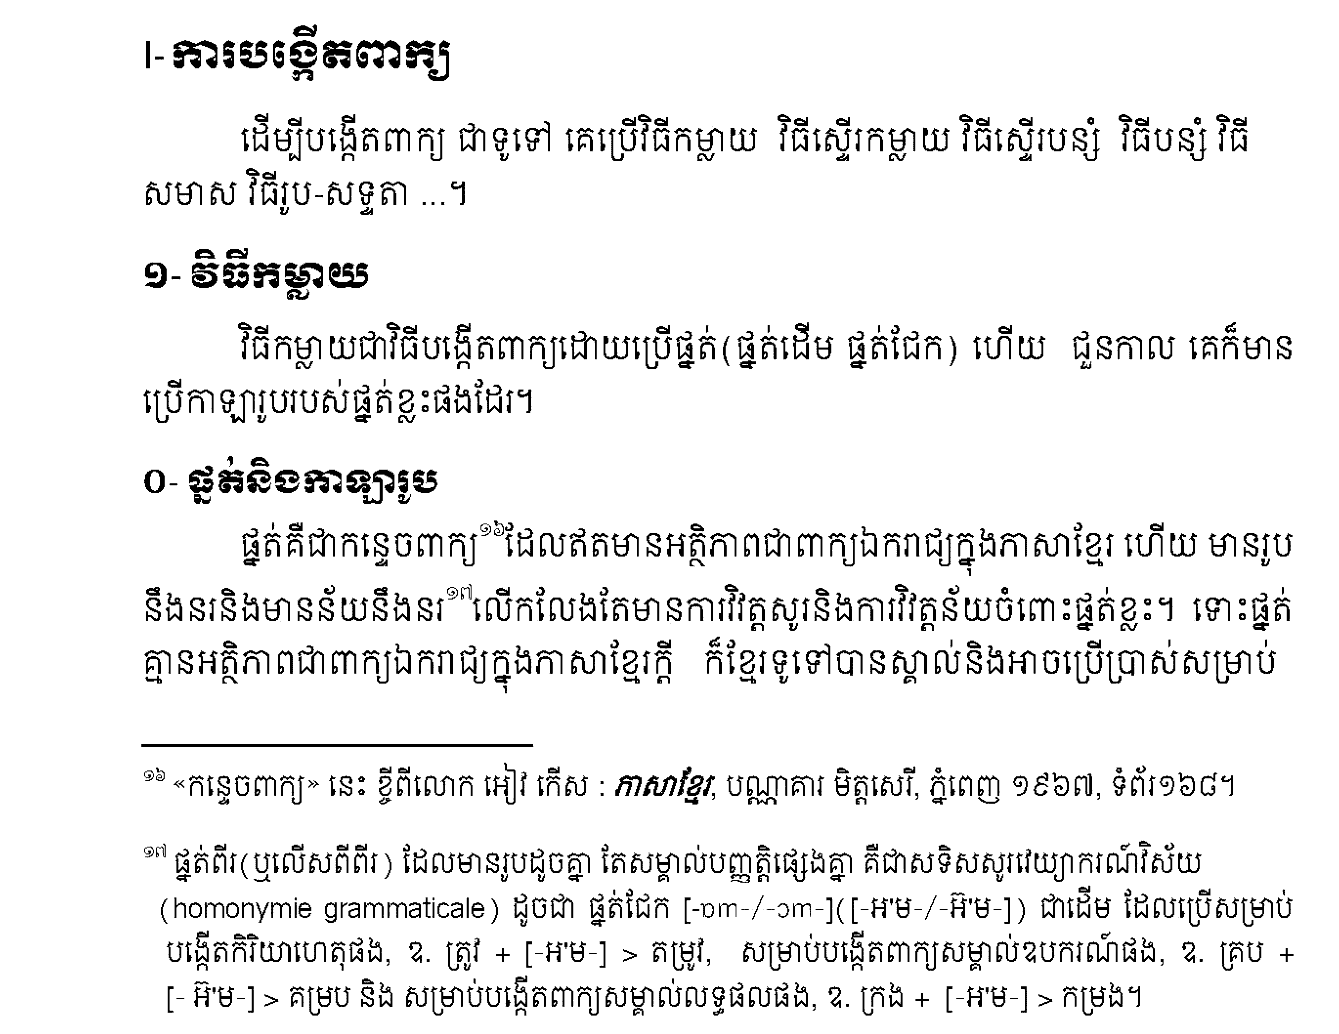 I- ការបង្កើតពាក្យ
ដើម្បីបង្កើតពាក្យ ជាទូទៅ គេប្រើវិធីកម្លាយ វិធីស្ទើរកម្លាយ វិធីស្ទើរបន្សំ វិធីបន្សំ វិធី
សមាស វិធីរូប-សទ្ទតា ...។
១- វិធីកម្លាយ
វិធីកម្លាយជាវិធីបង្កើតពាក្យដោយប្រើផ្នត់(ផ្នត់ដើម ផ្នត់ជែក) ហើយ ជួនកាល គេក៏មាន
ប្រើកាឡារូបរបស់ផ្នត់ខ្លះផងដែរ។
០- ផ្នត់និងកាឡារូប
ផ្នត់គឺជាកន្ទេចពាក្យ១៦ដែលឥតមានអត្ថិភាពជាពាក្យឯករាជ្យក្នុងភាសាខ្មែរ ហើយ មានរូប
នឹងនរនិងមានន័យនឹងនរ១៧លើកលែងតែមានការវិវត្តសូរនិងការវិវត្តន័យចំពោះផ្នត់ខ្លះ។ ទោះផ្នត់
គ្មានអត្ថិភាពជាពាក្យឯករាជ្យក្នុងភាសាខ្មែរក្តី ក៏ខ្មែរទូទៅបានស្គាល់និងអាចប្រើប្រាស់សម្រាប់
១៦ «កន្ទេចពាក្យ» នេះ ខ្ចីពីលោក អៀវ កើស : ភាសាខ្មែរ, បណ្ណាគារ មិត្តសេរី, ភ្នំពេញ ១៩៦៧, ទំព័រ១៦៨។
១៧ ផ្នត់ពីរ(ឬលើសពីពីរ) ដែលមានរូបដូចគ្នា តែសម្គាល់បញ្ញត្តិផ្សេងគ្នា គឺជាសទិសសូរវេយ្យាករណ៍វិស័យ
(homonymie grammaticale) ដូចជា ផ្នត់ជែក [-ɒm-/-ɔm-]([-អ'ម-/-អ៊'ម-]) ជាដើម ដែលប្រើសម្រាប់
បង្កើតកិរិយាហេតុផង, ឧ. ត្រូវ + [-អ'ម-] > តម្រូវ, សម្រាប់បង្កើតពាក្យសម្គាល់ឧបករណ៍ផង, ឧ. គ្រប +
[- អ៊'ម-] > គម្រប និង សម្រាប់បង្កើតពាក្យសម្គាល់លទ្ធផលផង, ឧ. ក្រង + [-អ'ម-] > កម្រង។